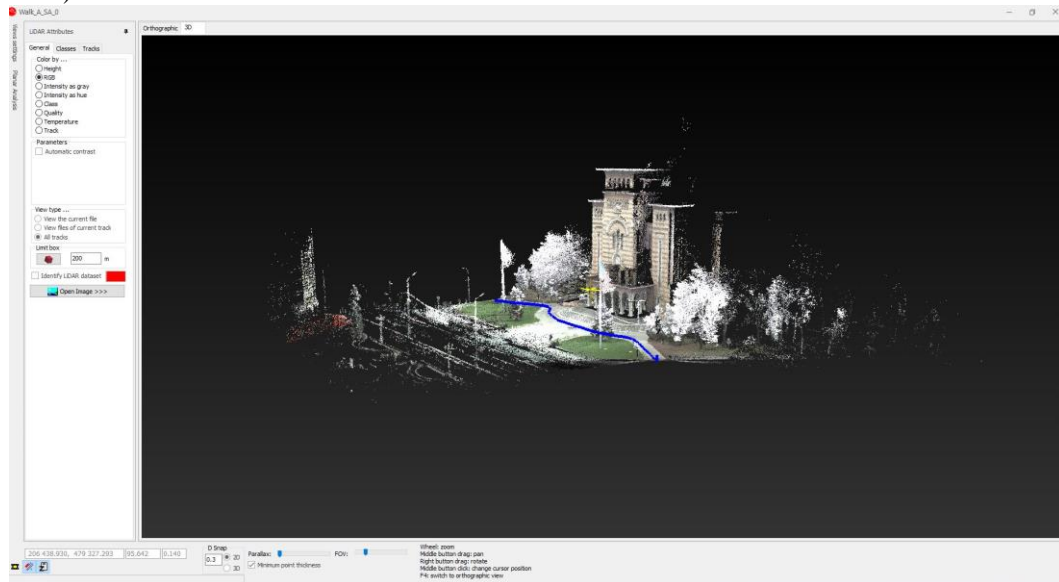 Walk_A_SA_0
Views settings
Planar Analysis
LiDAR Attributes
General Classes Tracks
Color by ...
Height
RGB
Intensity as gray
Intensity as hue
Class
Quality
Temperature
Track
Parameters
Automatic contrast
View type ...
View the current file
View files of current track
All tracks
Limit box
200 m
Identify LiDAR dataset
Open Image >>>
Orthographic 3D
206 438.930, 479 327.293 95.642 0.140
D Snap
0.3 2D
3D
Parallax: FOV:
Minimum point thickness
Wheel: zoom
Middle button drag: pan
Right button drag: rotate
Middle button click: change cursor position
F4: switch to orthographic view